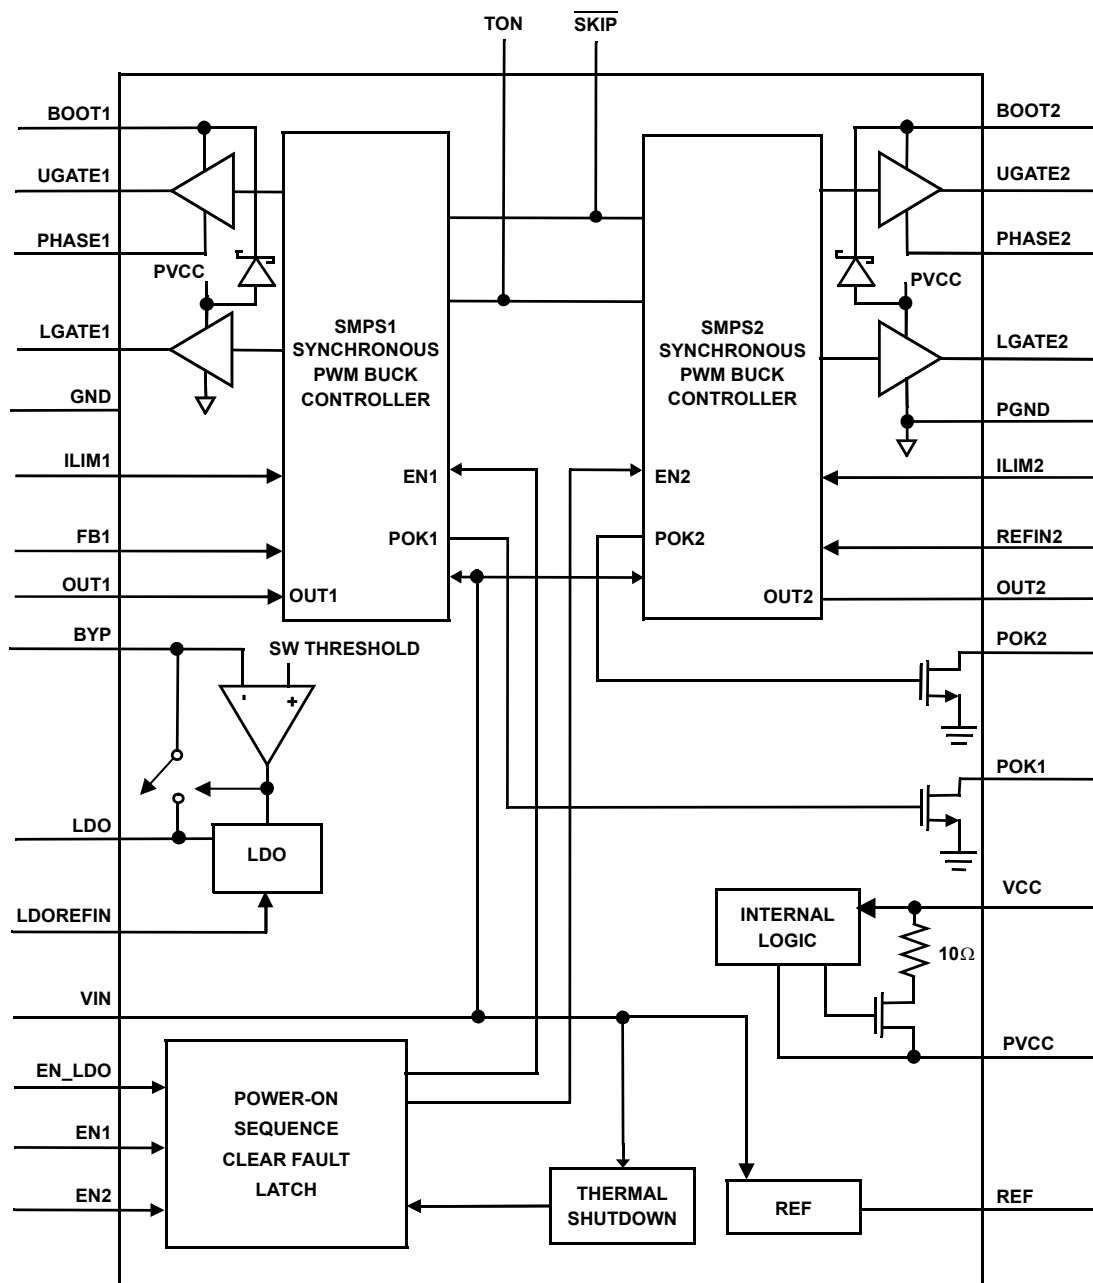 TON
SKIP
BOOT1
BOOT2
UGATE1
UGATE2
PHASE1
PHASE2
PVCC
PVCC
LGATE1
LGATE2
SMPS1
SYNCHRONOUS
PWM BUCK
CONTROLLER
SMPS2
SYNCHRONOUS
PWM BUCK
CONTROLLER
GND
PGND
ILIM1
EN1
EN2
ILIM2
FB1
POK1
POK2
REFIN2
OUT1
OUT1
OUT2
OUT2
BYP
SW THRESHOLD
POK2
-
+
POK1
LDO
LDO
LDOREFIN
VCC
INTERNAL
LOGIC
10Ω
VIN
PVCC
EN_LDO
EN1
EN2
POWER-ON
SEQUENCE
CLEAR FAULT
LATCH
THERMAL
SHUTDOWN
REF
REF